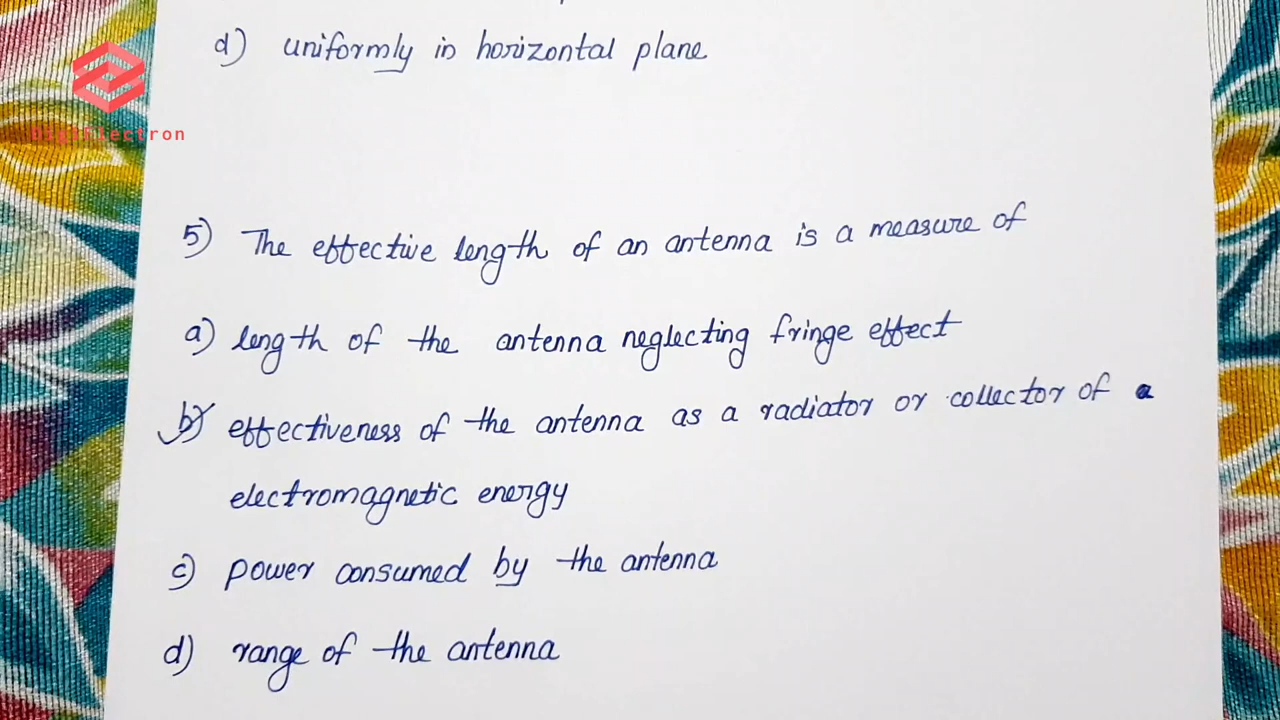 d) uniformly in horizontal plane
DigiElectron
5) The effective length of an antenna is a measure of
a) length of the antenna neglecting fringe effect
b) effectiveness of the antenna as a radiator or collector of a
electromagnetic energy
c) power consumed by the antenna
d) range of the antenna